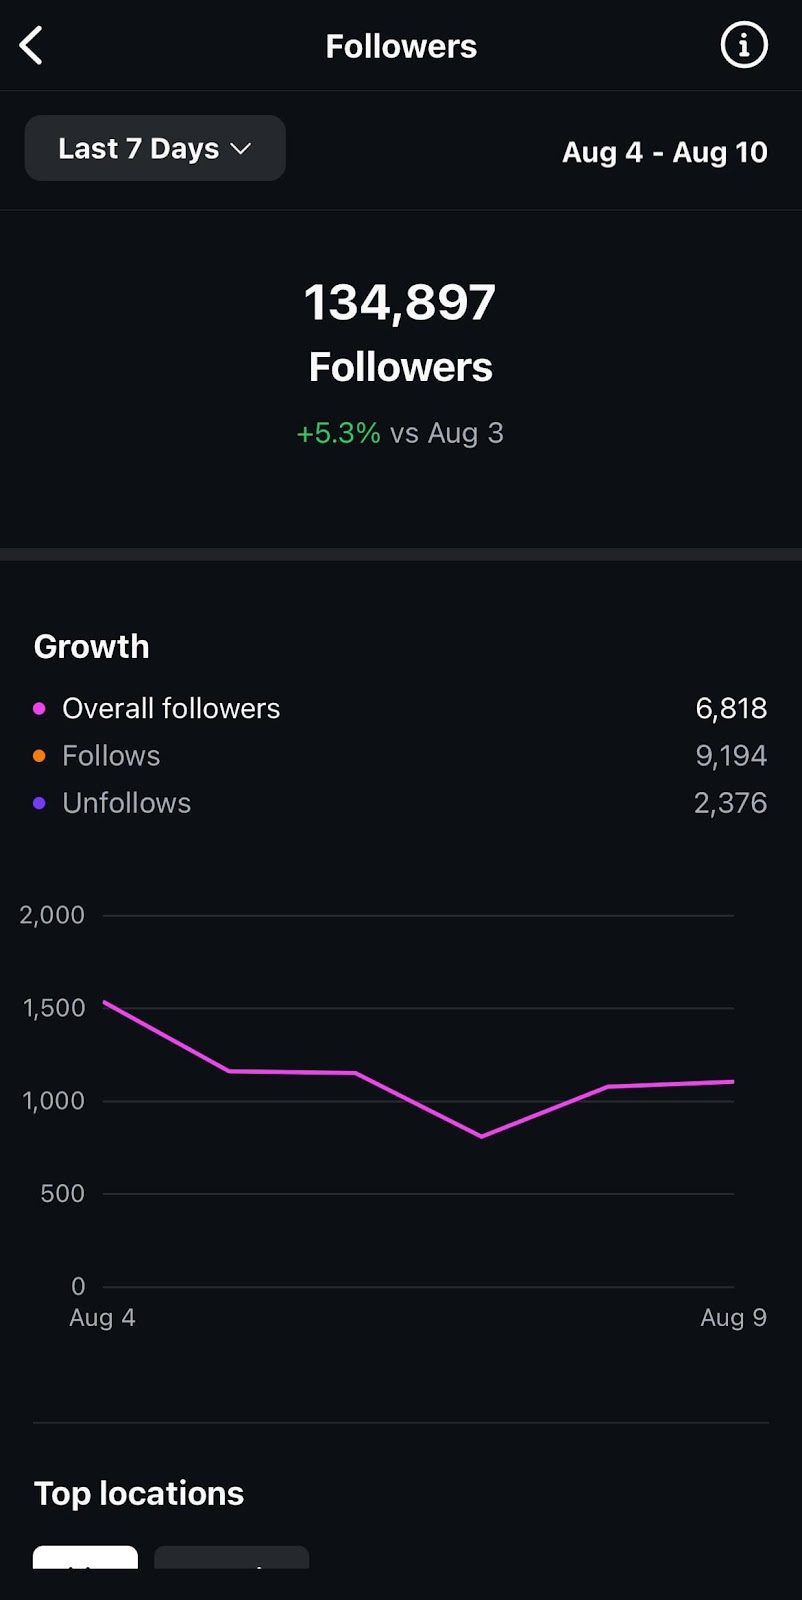 Followers
Last 7 Days
Aug 4 - Aug 10
134,897
Followers
+5.3% vs Aug 3
Growth
Overall followers 6,818
Follows 9,194
Unfollows 2,376
2,000
1,500
1,000
500
0
Aug 4 Aug 9
Top locations